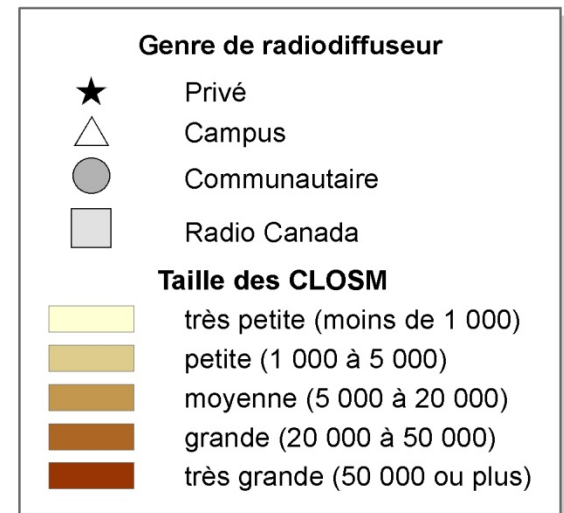 Genre de radiodiffuseur
Privé
Campus
Communautaire
Radio Canada
Taille des CLOSM
très petite (moins de 1 000)
petite (1 000 à 5 000)
moyenne (5 000 à 20 000)
grande (20 000 à 50 000)
très grande (50 000 ou plus)